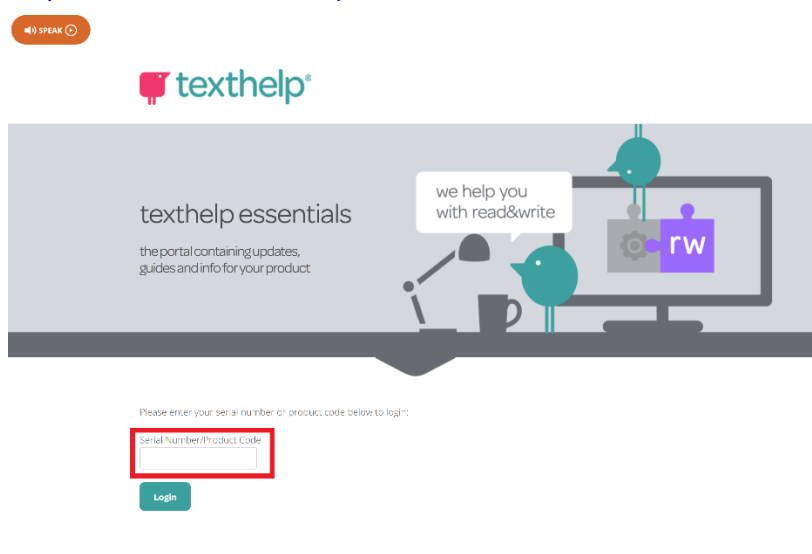 SPEAK
texthelp®
we help you
with read&write
texthelp essentials
rw
the portal containing updates,
guides and info for your product
Please enter your serial number or product code below to login:
Serial Number/Product Code
Login